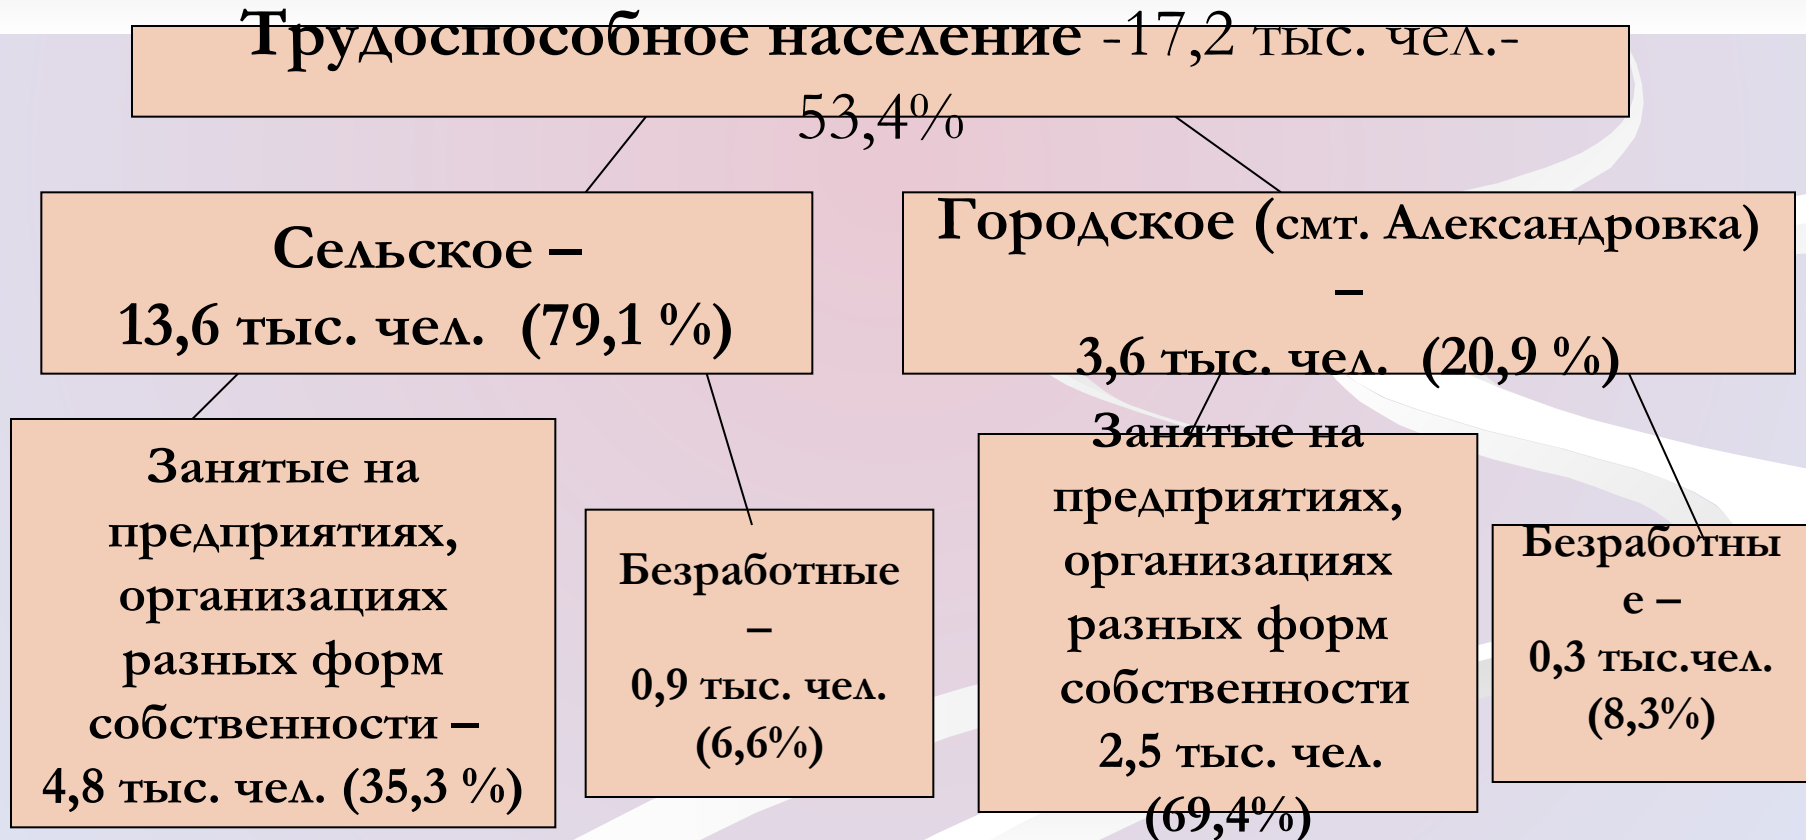 Трудоспособное население -17,2 тыс. чел.-
53,4%
Сельское –
13,6 тыс. чел. (79,1 %)
Городское (смт. Александровка)
–
3,6 тыс. чел. (20,9 %)
Занятые на
предприятиях,
организациях
разных форм
собственности –
4,8 тыс. чел. (35,3 %)
Безработные
–
0,9 тыс. чел.
(6,6%)
Занятые на
предприятиях,
организациях
разных форм
собственности
2,5 тыс. чел.
(69,4%)
Безработны
е –
0,3 тыс.чел.
(8,3%)